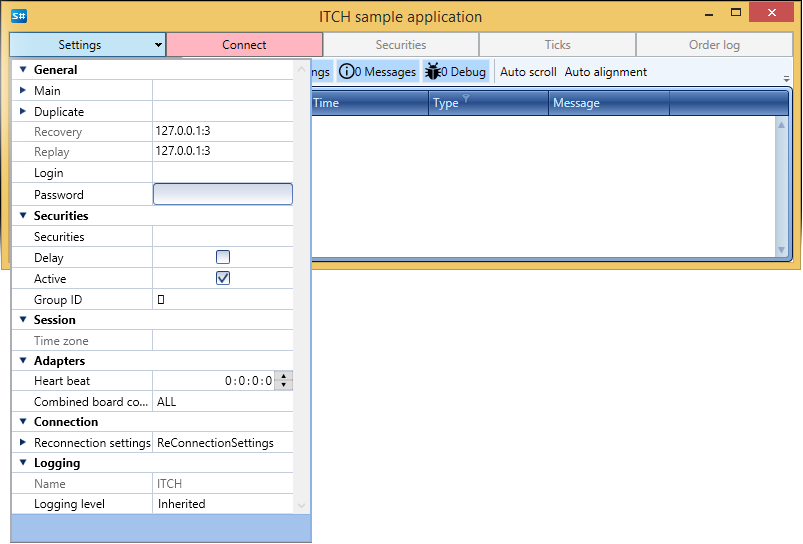 S# ITCH sample application
Settings Connect Securities Ticks Order log
ngs 0 Messages 0 Debug Auto scroll Auto alignment
Time Type Message
General
Main
Duplicate
Recovery 127.0.0.1:3
Replay 127.0.0.1:3
Login
Password
Securities
Securities
Delay
Active
Group ID
Session
Time zone
Adapters
Heart beat 0:0:0:0
Combined board co... ALL
Connection
Reconnection settings ReConnectionSettings
Logging
Name ITCH
Logging level Inherited